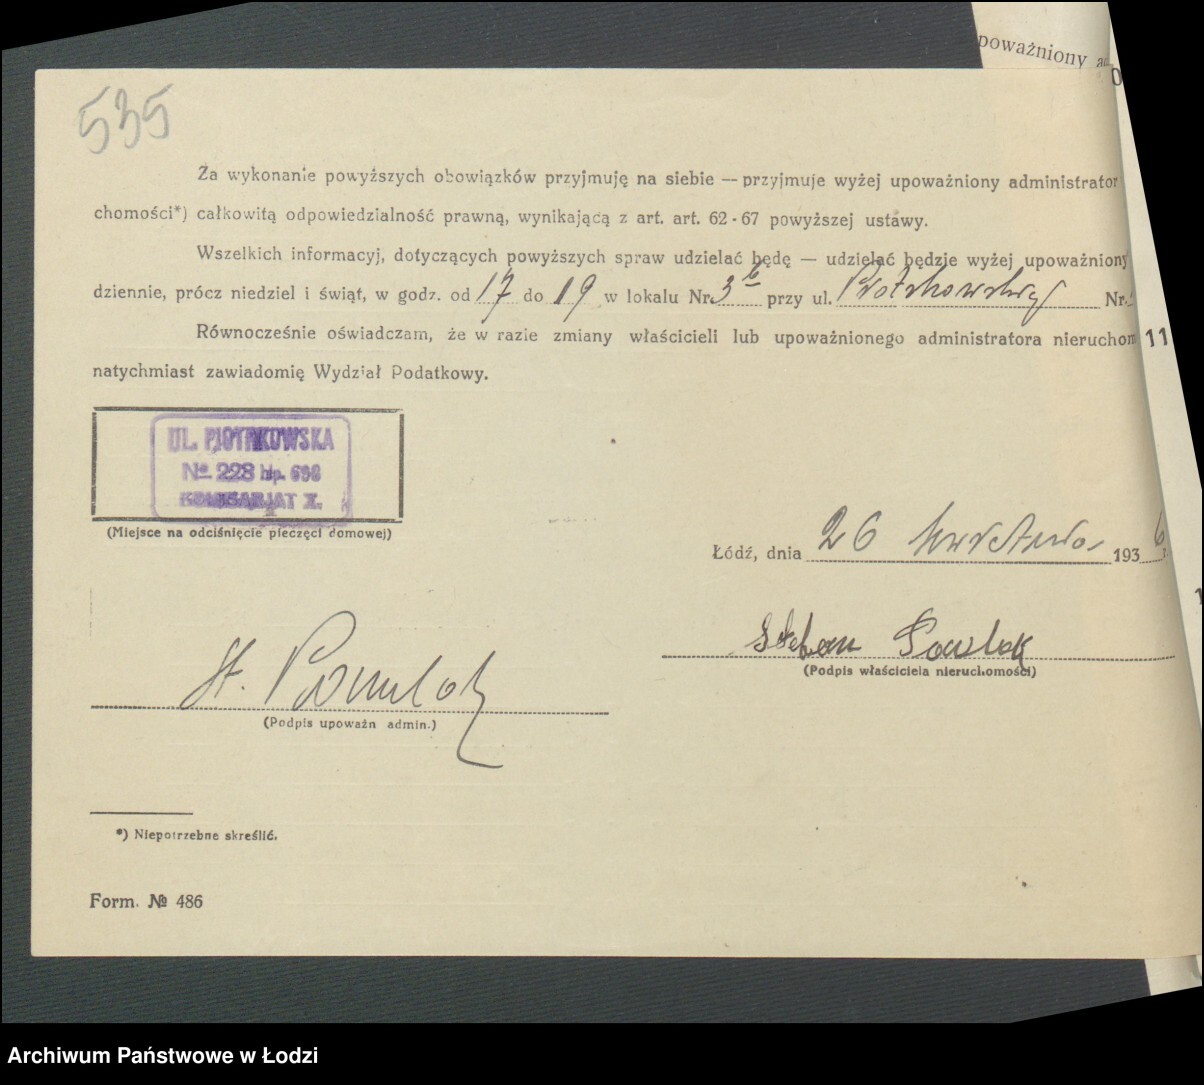 poważniony
535
Za wykonanie powyższych obowiązków przyjmuję na siebie — przyjmuje wyżej upoważniony administrator
chomości*) całkowitą odpowiedzialność prawną, wynikającą z art. art. 62-67 powyższej ustawy.
Wszelkich informacyj, dotyczących powyższych spraw udzielać będę — udzielać będzie wyżej upoważniony
dziennie, prócz niedziel i świąt, w godz. od 17 do 19 w lokalu Nr. 3 przy ul. Piotrkowskiej Nr.
Równocześnie oświadczam, że w razie zmiany właścicieli lub upoważnionego administratora nieruchom
11
natychmiast zawiadomię Wydział Podatkowy.
UL. PIOTRKOWSKA
Nº 228 hip. 698
KOMISARJAT X.
(Miejsce na odciśnięcie pieczęci domowej)
Łódź, dnia 26 kwietnia 1936 r.
(Podpis właściciela nieruchomości)
St.
(Podpis upoważn admin.)
*) Niepotrzebne skreślić.
Form. № 486
Archiwum Państwowe w Łodzi